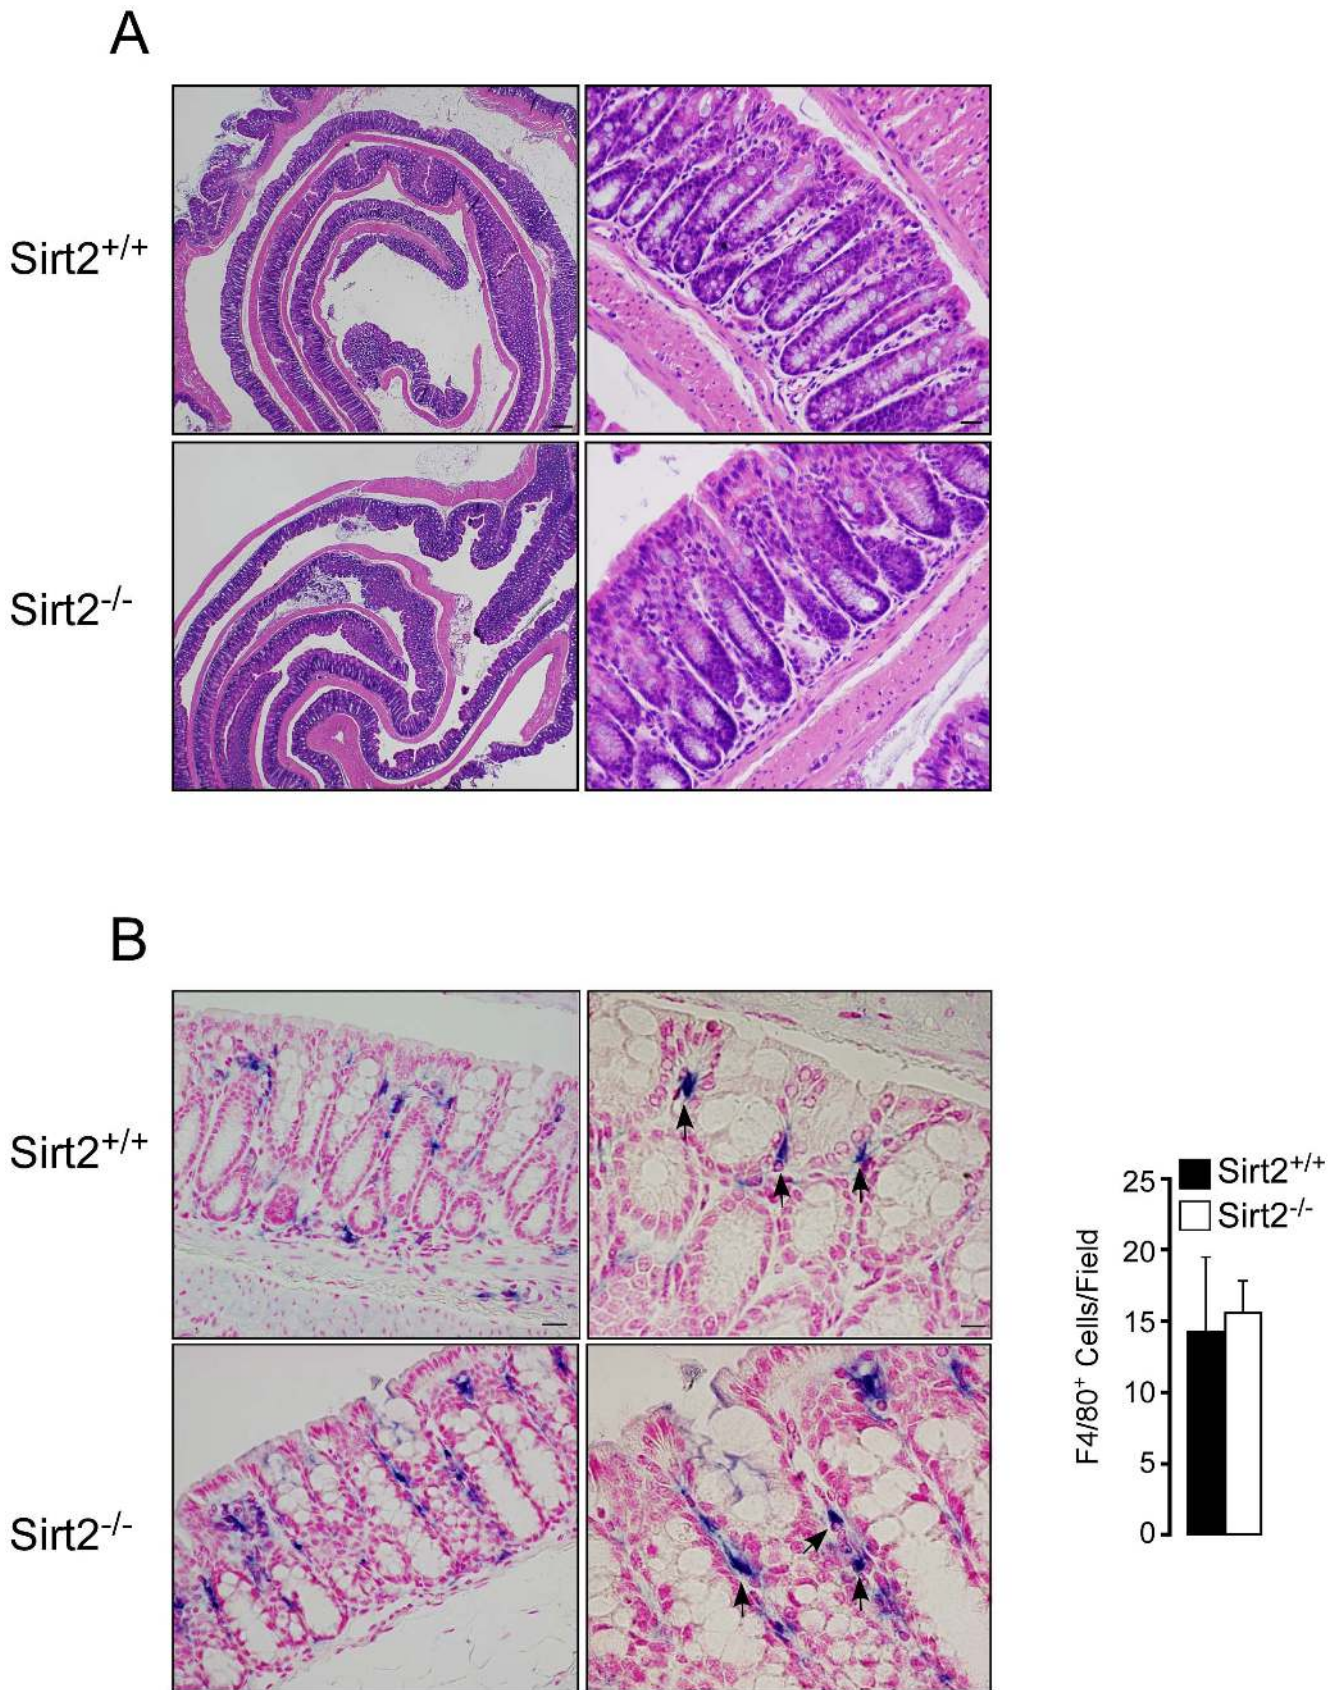 A
Sirt2+/+
Sirt2-/-
B
Sirt2+/+
Sirt2-/-
Sirt2+/+
Sirt2-/-
F4/80+ Cells/Field
25
20
15
10
5
0